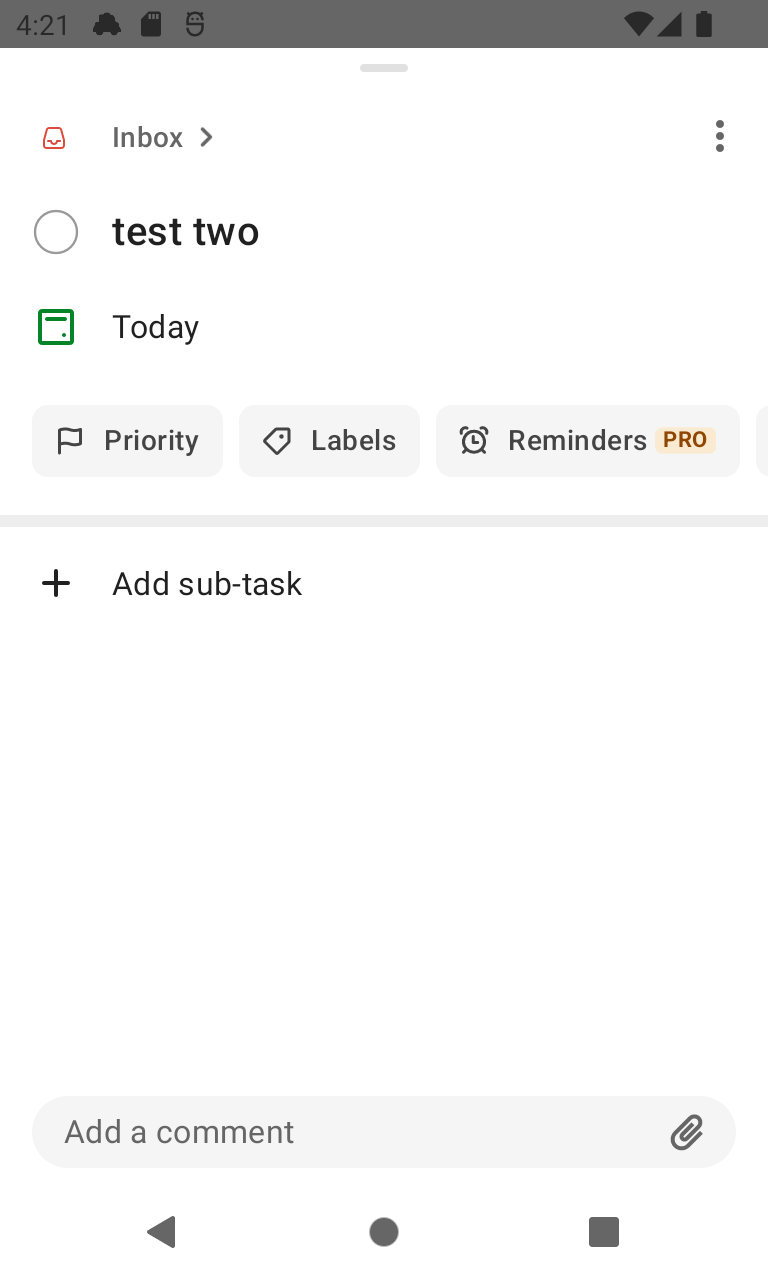 4:21
Inbox
test two
Today
Priority
Labels
Reminders PRO
Add sub-task
Add a comment